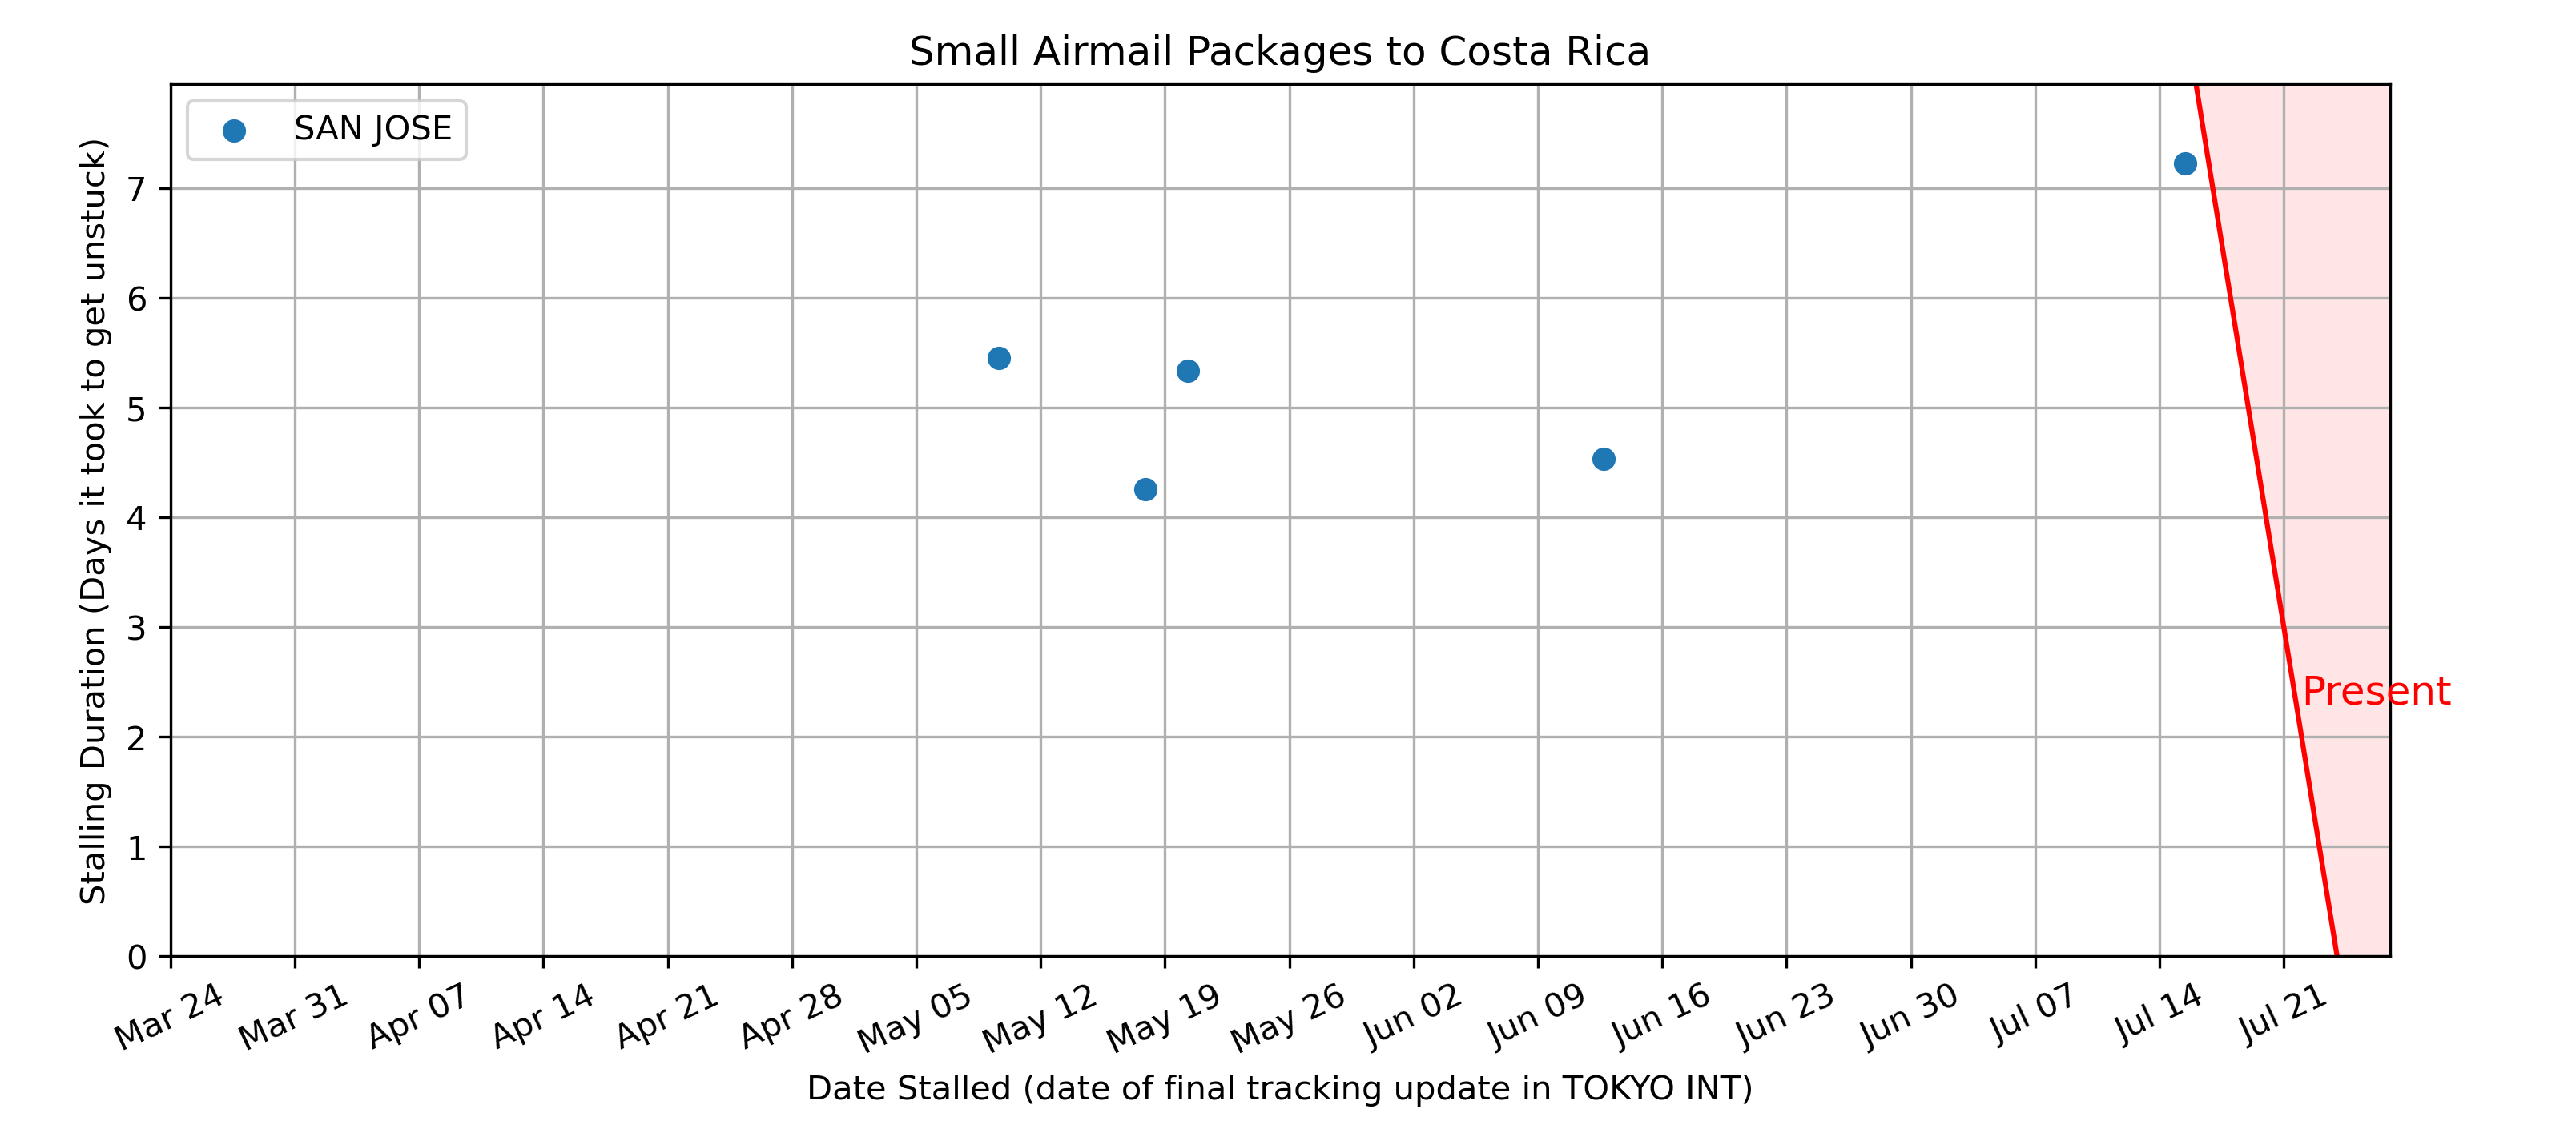 Small Airmail Packages to Costa Rica
SAN JOSE
Stalling Duration (Days it took to get unstuck)
7
6
5
4
3
2
1
0
Present
Mar 24 Mar 31 Apr 07 Apr 14 Apr 21 Apr 28 May 05 May 12 May 19 May 26 Jun 02 Jun 09 Jun 16 Jun 23 Jun 30 Jul 07 Jul 14 Jul 21
Date Stalled (date of final tracking update in TOKYO INT)